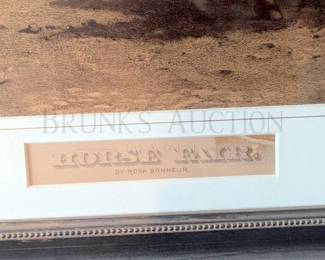 BRUNK'S AUCTION
HORSE FAIR.
BY ROSA BONHEUR.